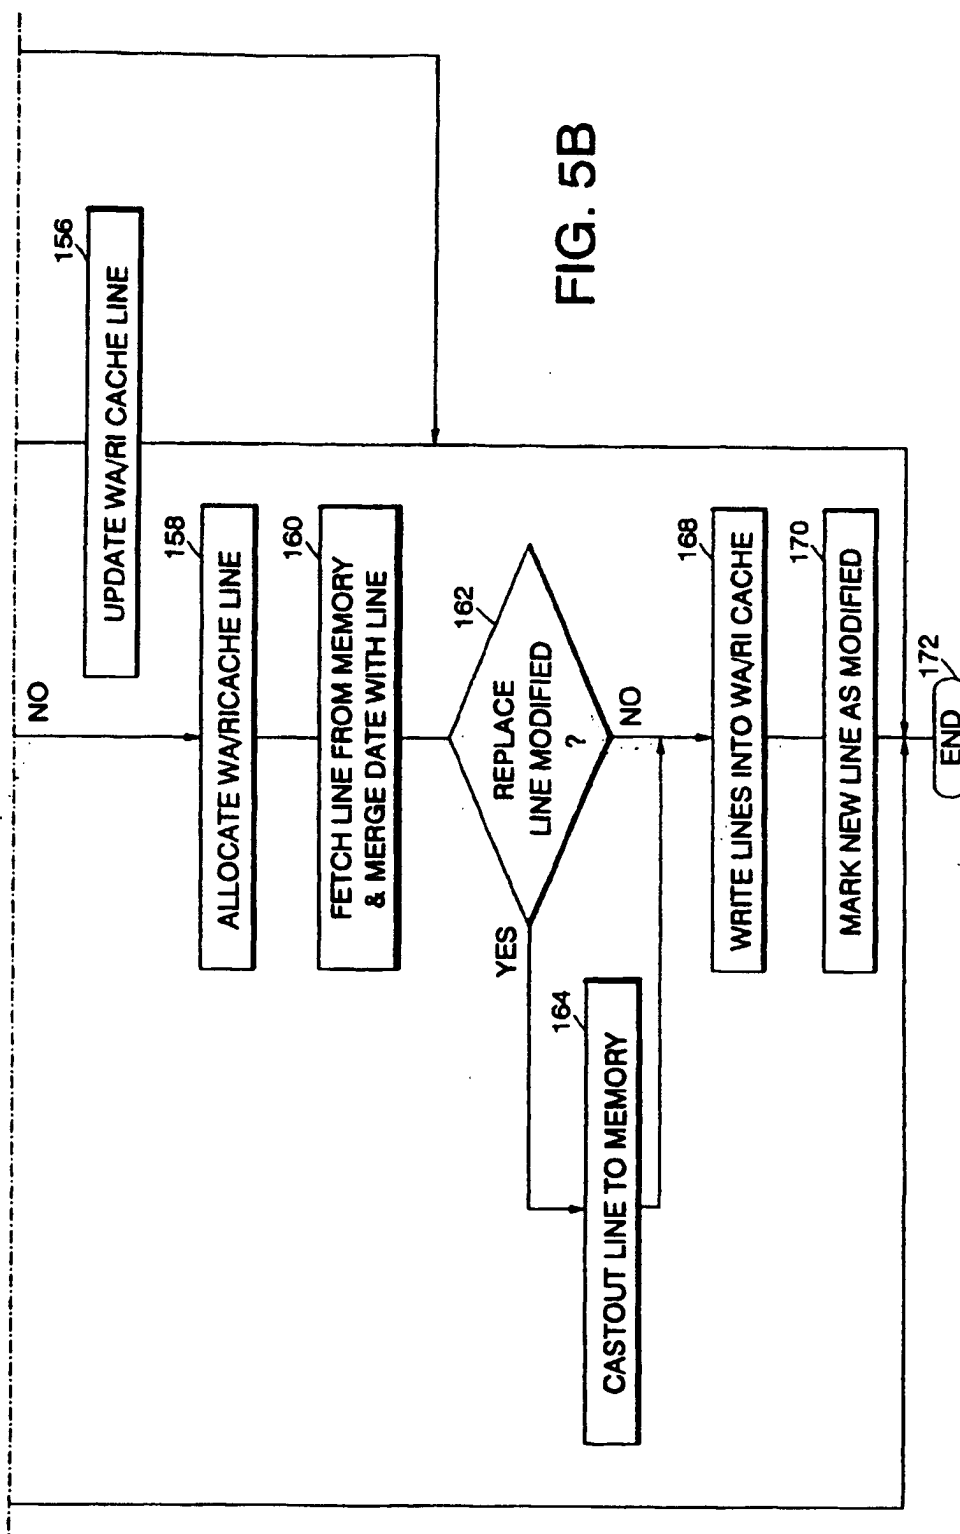 156
UPDATE WA/RI CACHE LINE
NO
158
ALLOCATE WA/RICACHE LINE
160
FETCH LINE FROM MEMORY
& MERGE DATE WITH LINE
162
REPLACE
LINE MODIFIED
?
YES
NO
164
CASTOUT LINE TO MEMORY
168
WRITE LINES INTO WA/RI CACHE
170
MARK NEW LINE AS MODIFIED
172
END
FIG. 5B